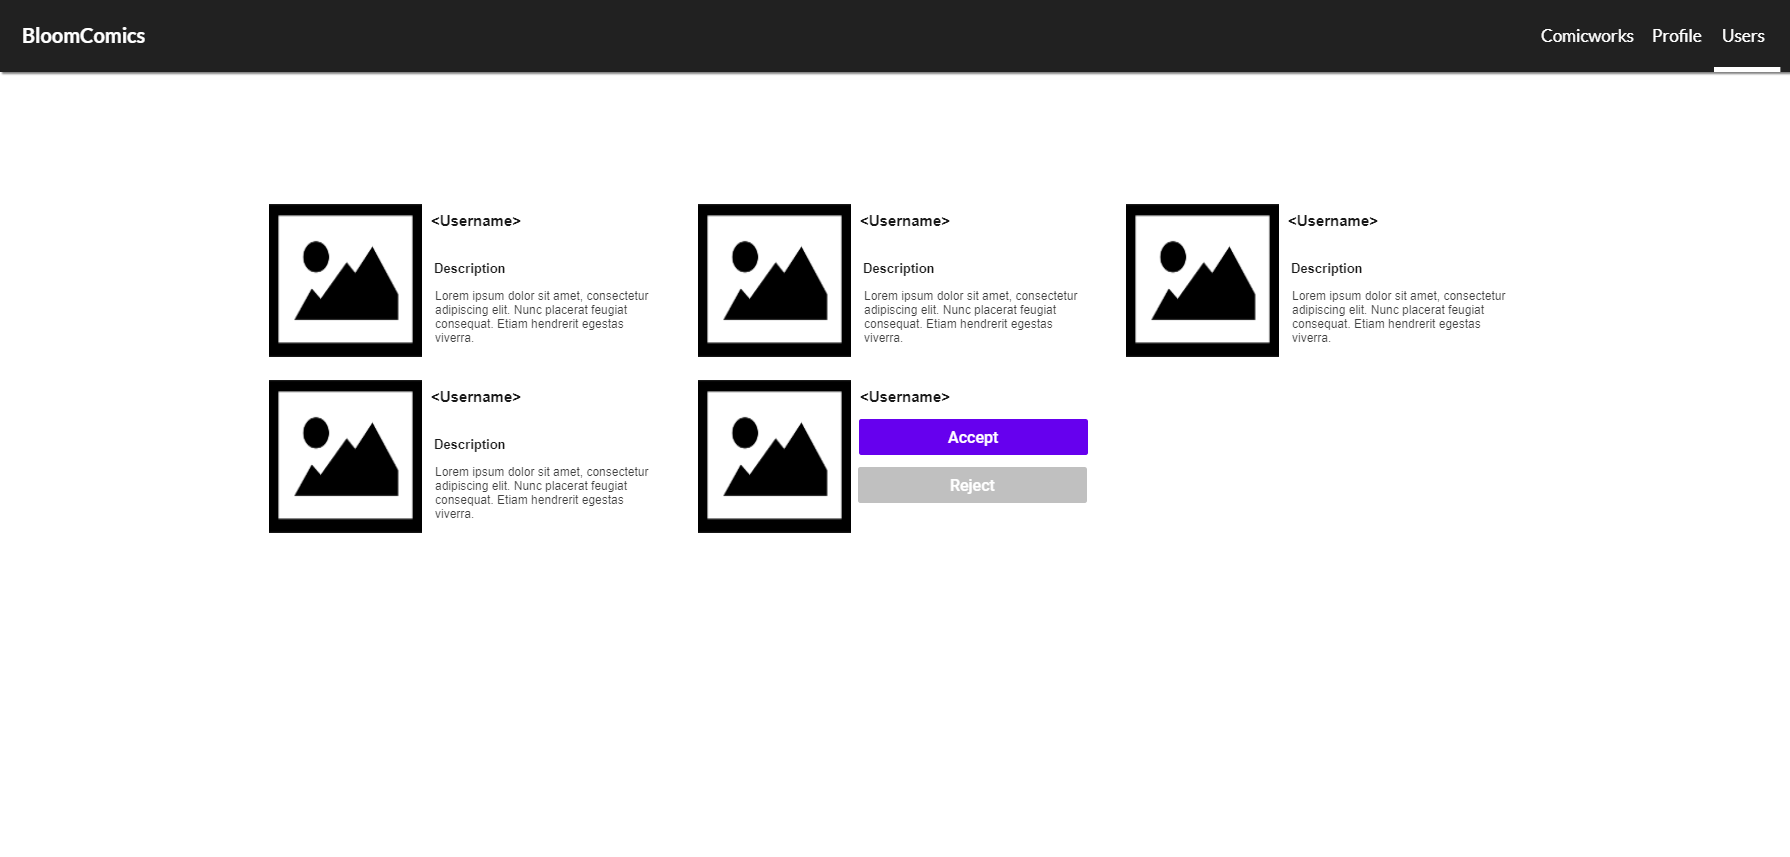 BloomComics
Comicworks Profile Users
<Username>
Description
Lorem ipsum dolor sit amet, consectetur
adipiscing elit. Nunc placerat feugiat
consequat. Etiam hendrerit egestas
viverra.
<Username>
Description
Lorem ipsum dolor sit amet, consectetur
adipiscing elit. Nunc placerat feugiat
consequat. Etiam hendrerit egestas
viverra.
<Username>
Description
Lorem ipsum dolor sit amet, consectetur
adipiscing elit. Nunc placerat feugiat
consequat. Etiam hendrerit egestas
viverra.
<Username>
Description
Lorem ipsum dolor sit amet, consectetur
adipiscing elit. Nunc placerat feugiat
consequat. Etiam hendrerit egestas
viverra.
<Username>
Accept
Reject